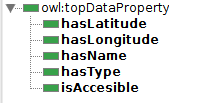 owl:topDataProperty
hasLatitude
hasLongitude
hasName
hasType
isAccesible